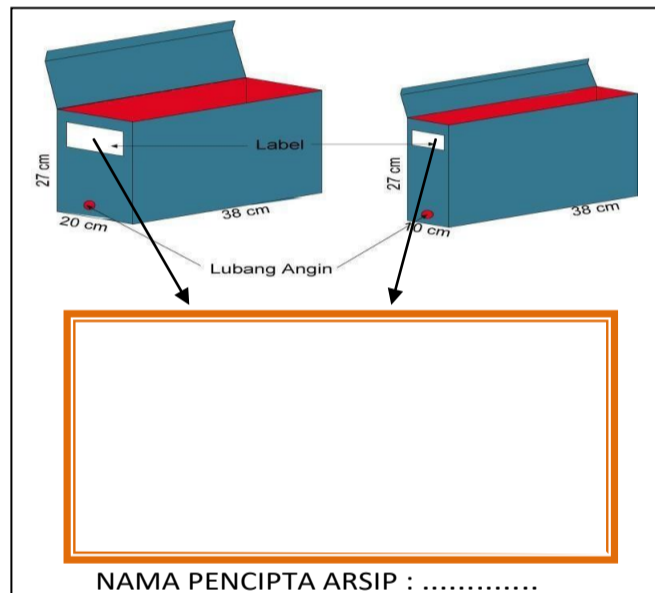 Label
27 cm
27 cm
20 cm
38 cm
10 cm
38 cm
Lubang Angin
NAMA PENCIPTA ARSIP : .............